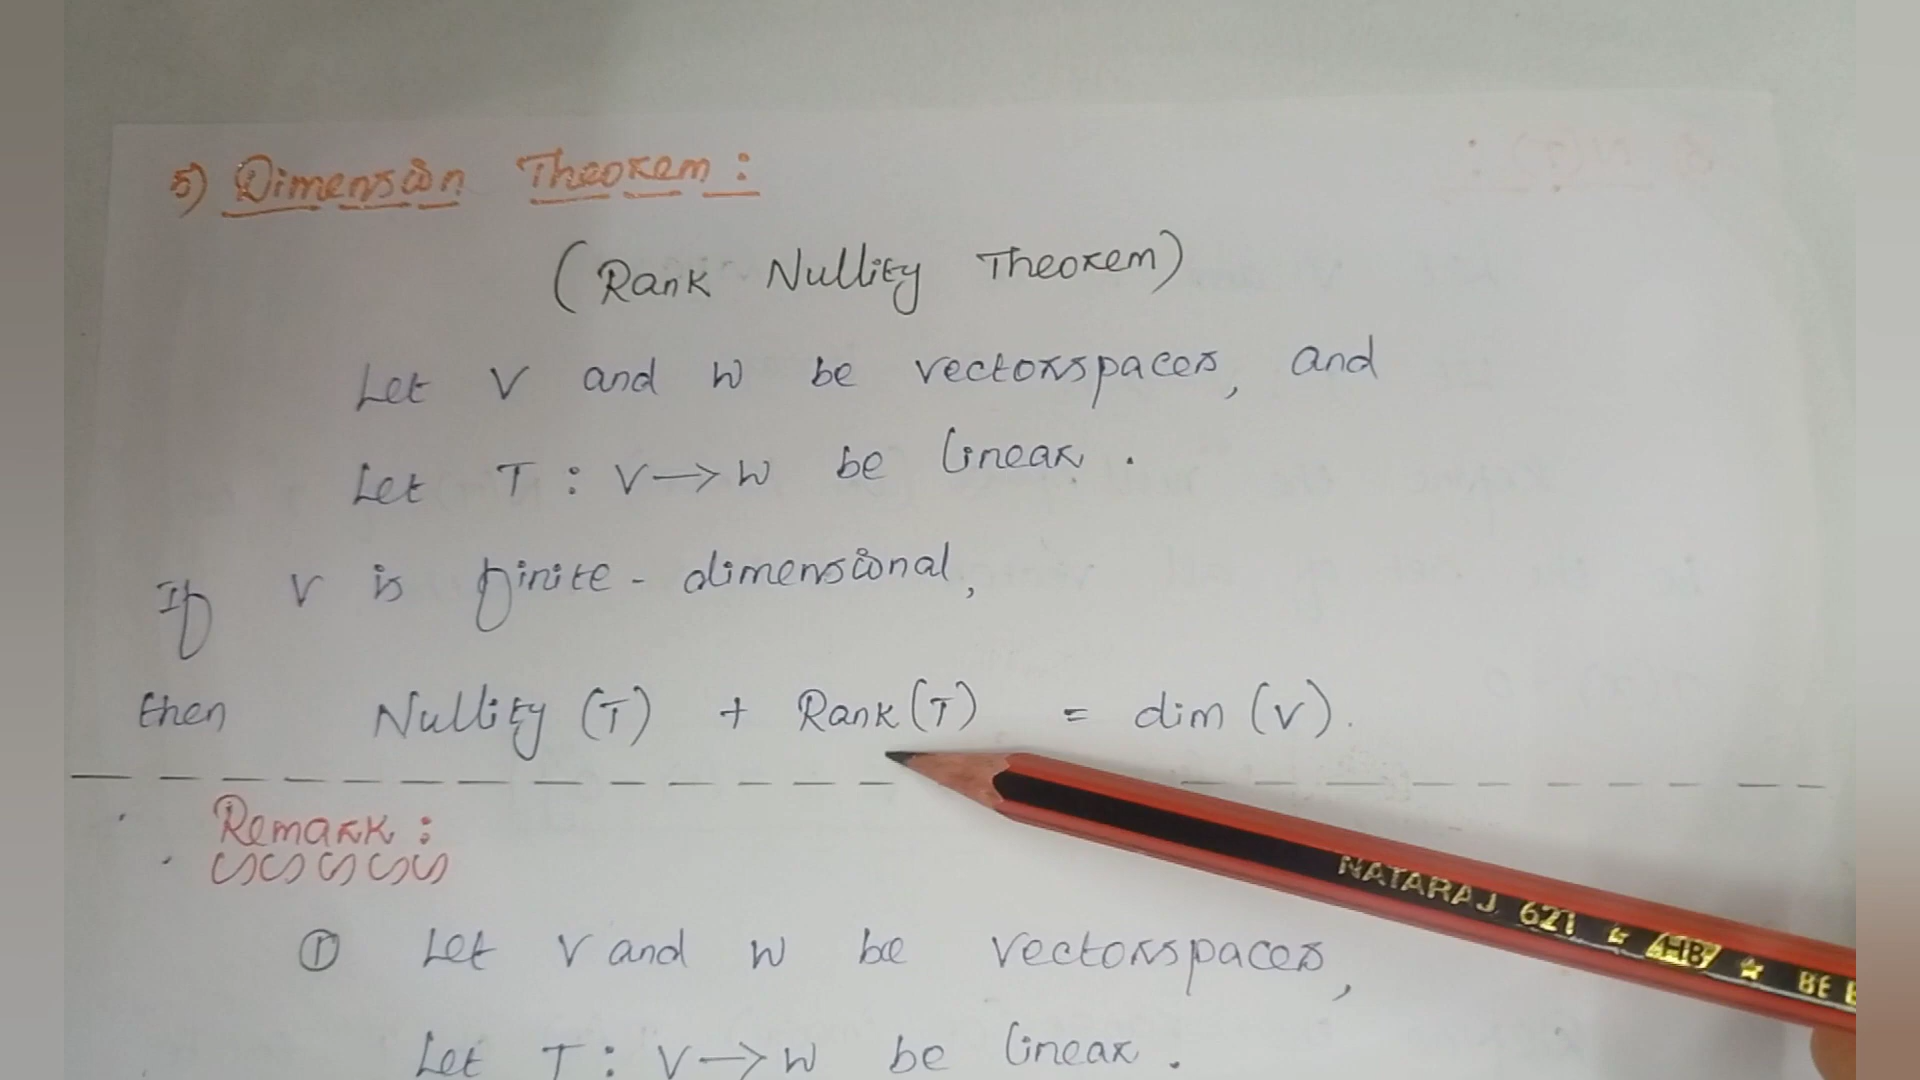 5) Dimension Theorem :
(Rank Nullity Theorem)
Let V and W be vectorspaces, and
Let T : V → W be linear .
If V is finite - dimensional,
then Nullity (T) + Rank (T) = dim (V).
Remark :
① Let V and W be vectorspaces,
Let T : V → W be linear .
NATARAJ 621 ★ HB ★ BE